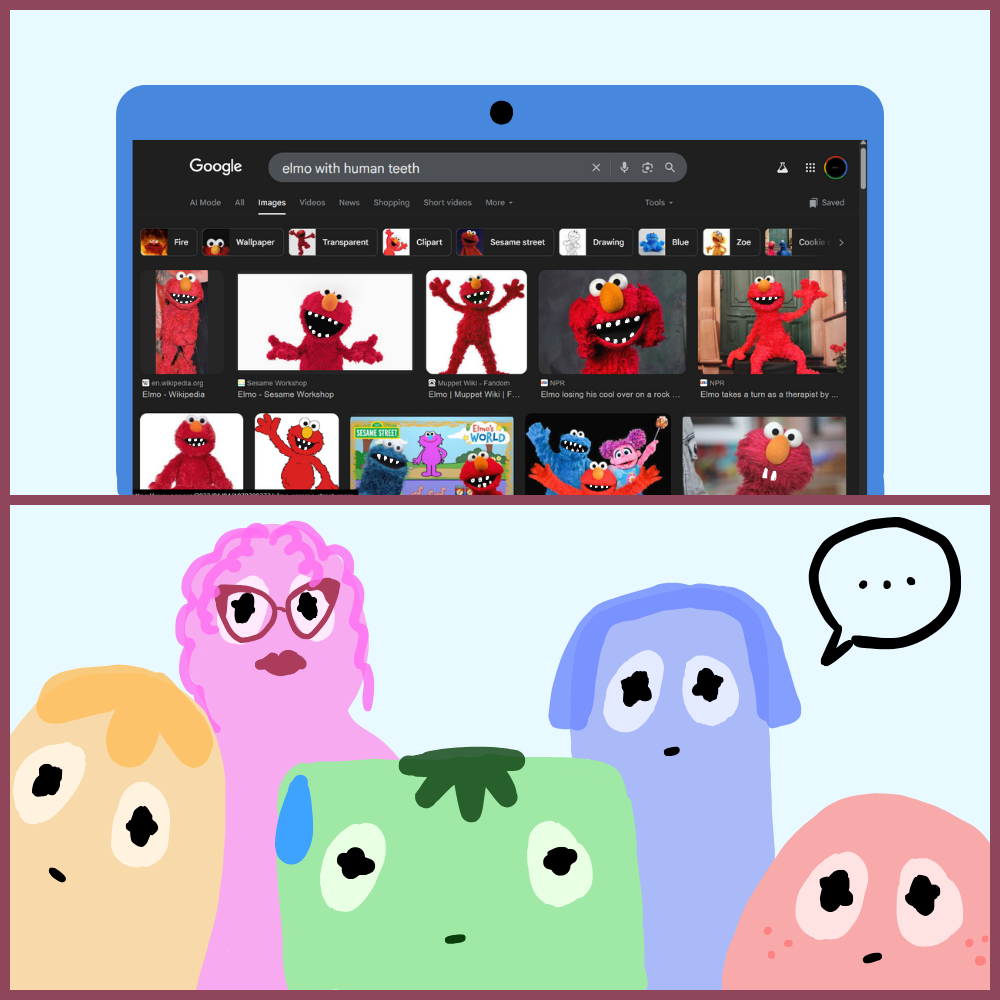 Google
elmo with human teeth
AI Mode All Images Videos News Shopping Short videos More Tools Saved
Fire Wallpaper Transparent Clipart Sesame street Drawing Blue Zoe Cookie
en.wikipedia.org Sesame Workshop Muppet Wiki - Fandom NPR NPR
Elmo - Wikipedia Elmo - Sesame Workshop Elmo | Muppet Wiki | F... Elmo losing his cool over on a rock ... Elmo takes a turn as a therapist by ...
SESAME STREET Elmo's
WORLD
...